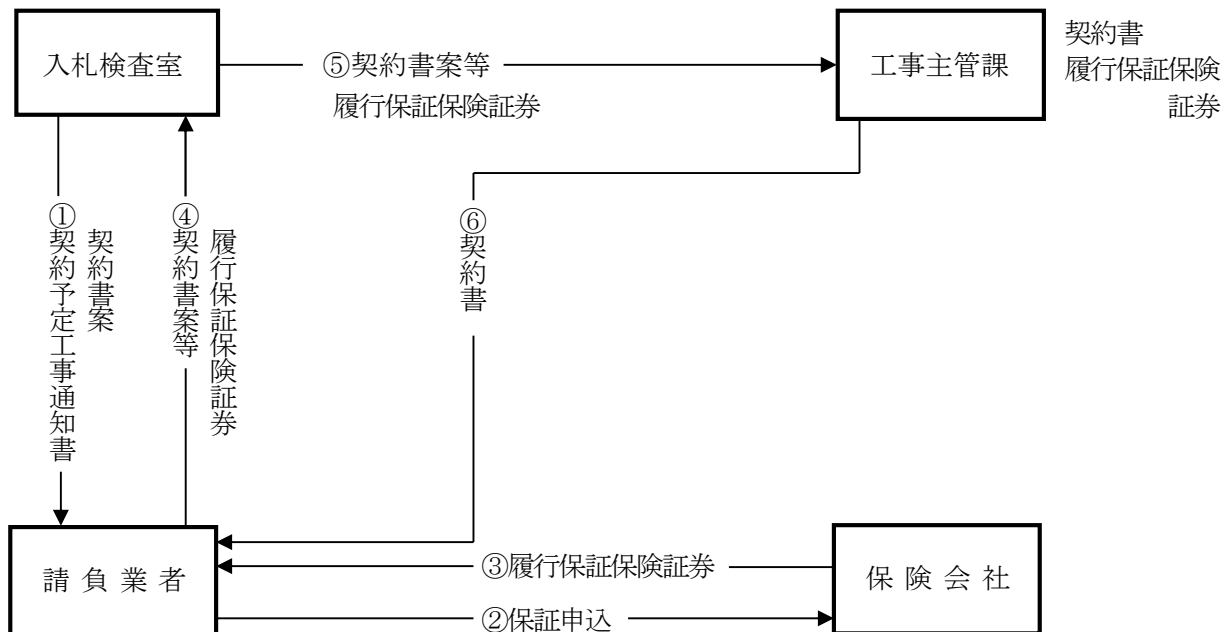 入札検査室
⑤契約書案等
履行保証保険証券
工事主管課
契約書
履行保証保険
証券
①契約予定工事通知書
契約書案
④契約書案等
履行保証保険証券
⑥契約書
請負業者
③履行保証保険証券
②保証申込
保険会社